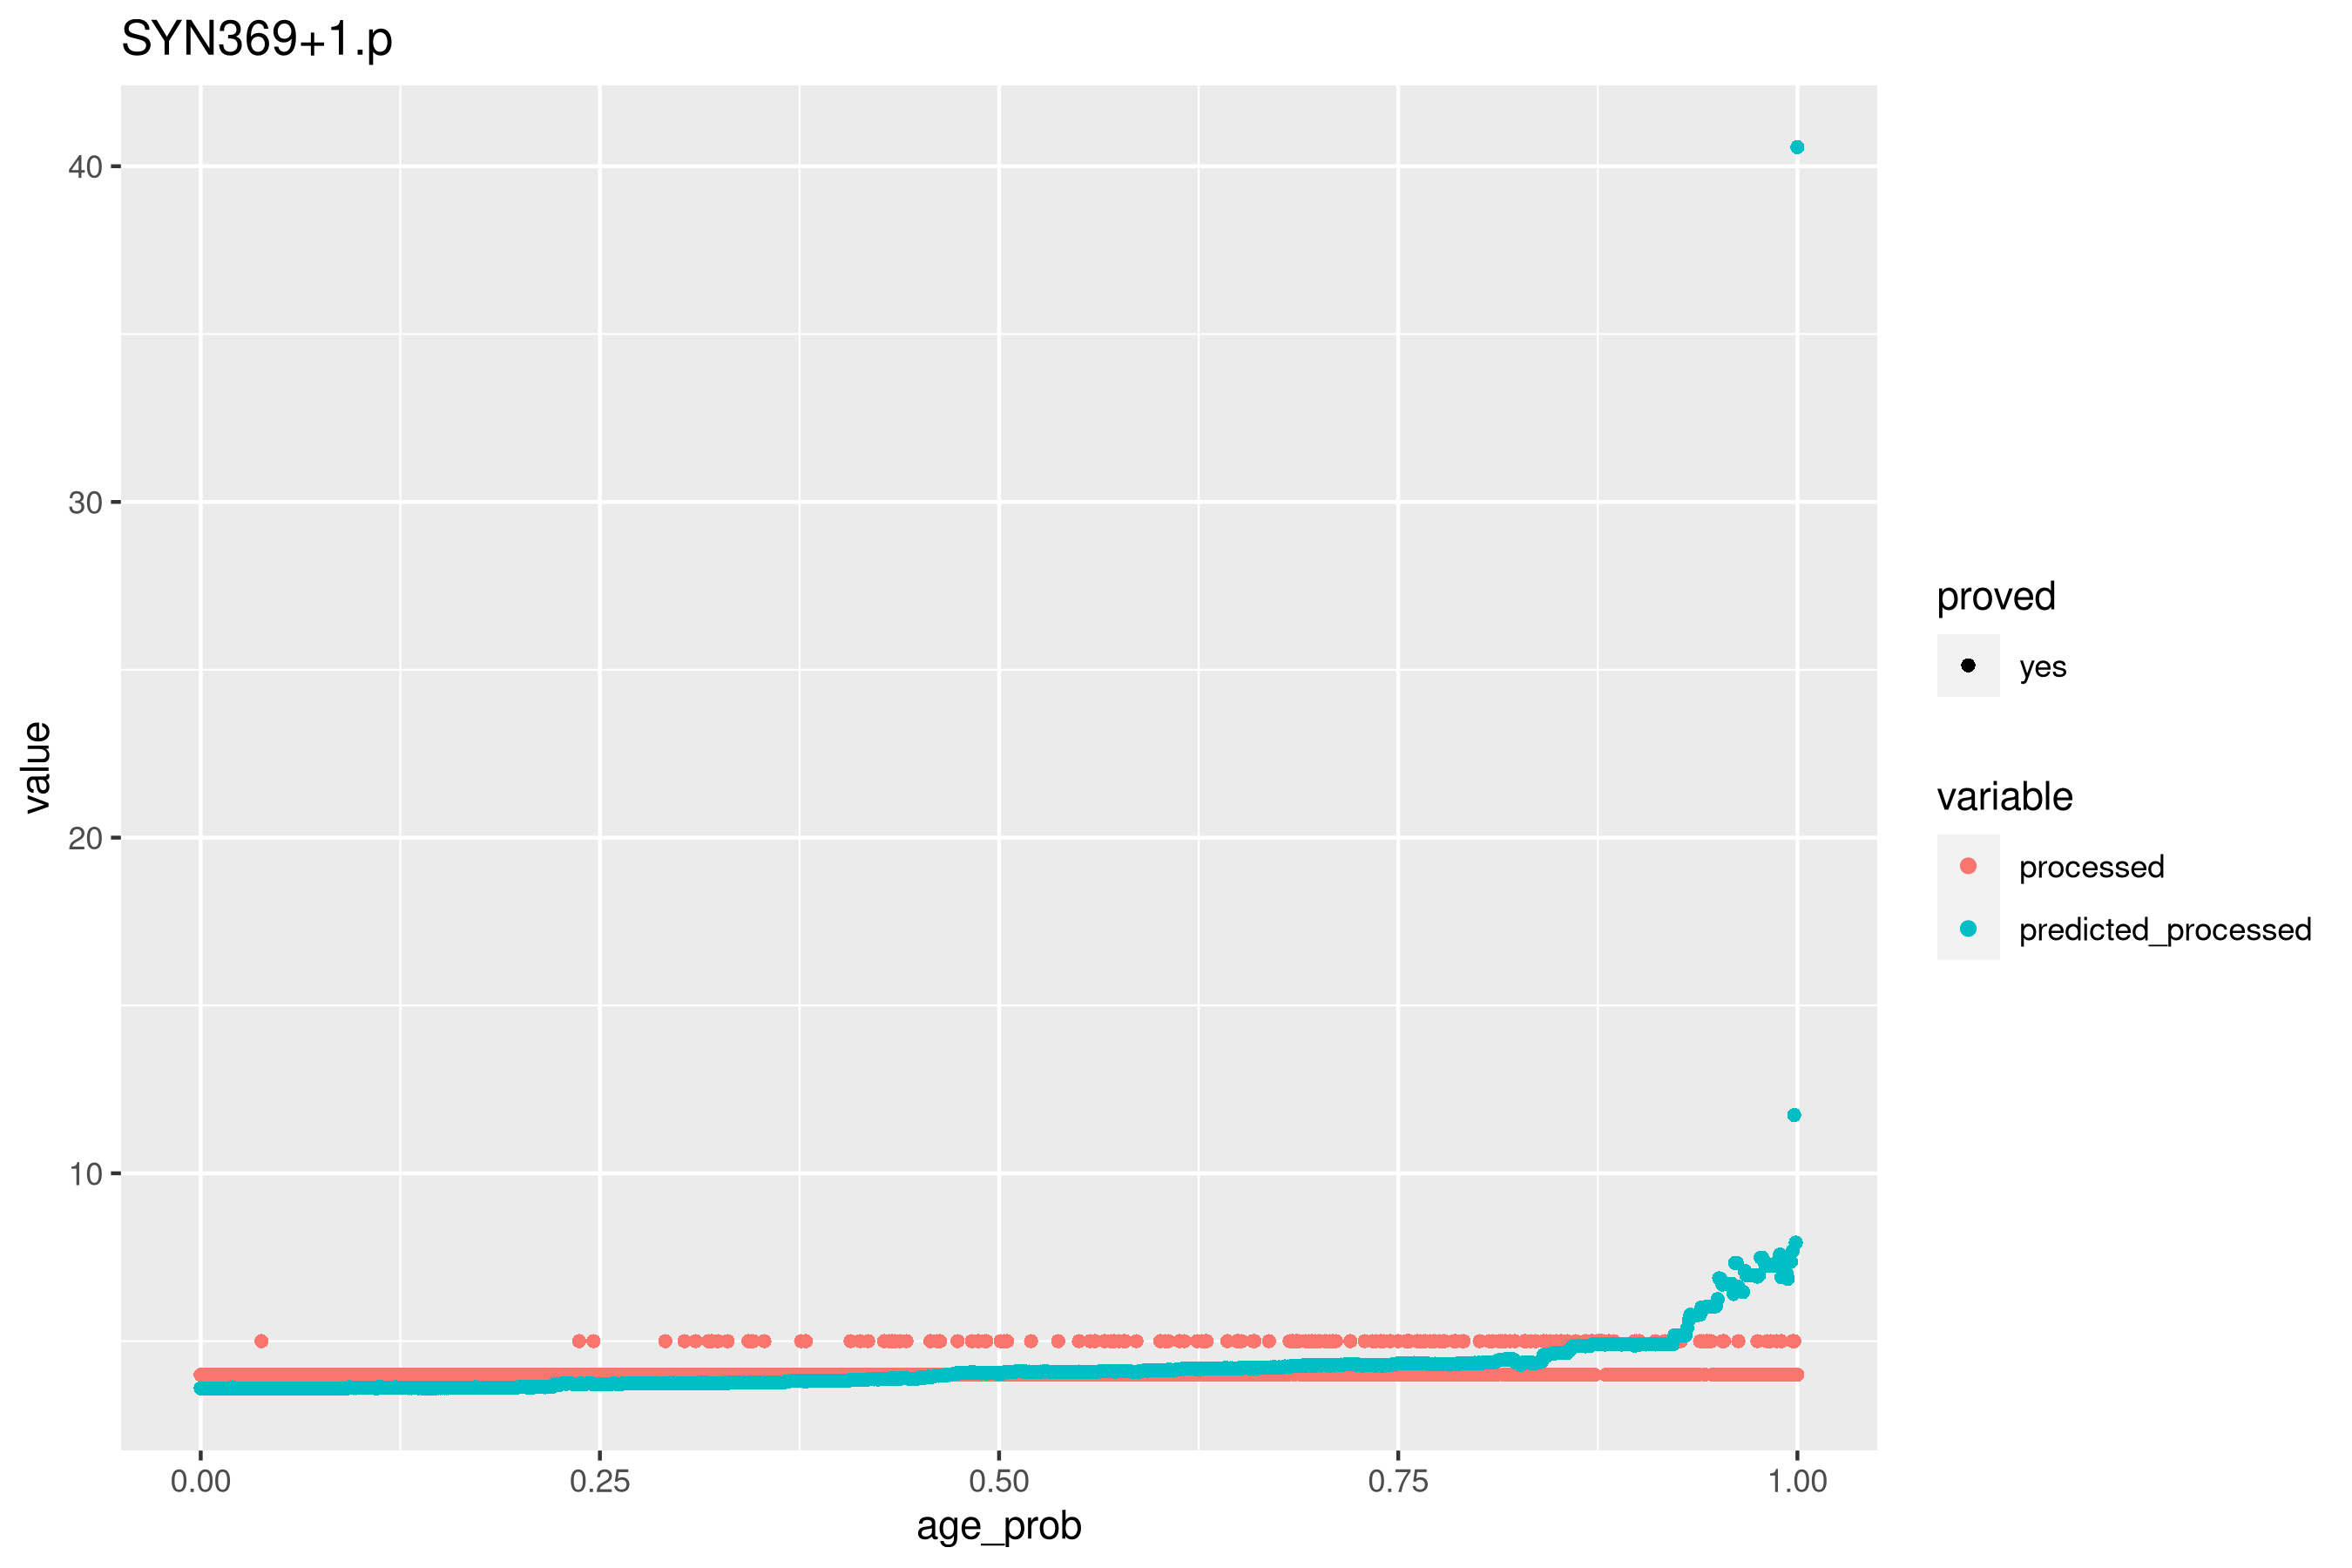 SYN369+1.p
40
30
20
10
value
0.00 0.25 0.50 0.75 1.00
age_prob
proved
yes
variable
processed
predicted_processed